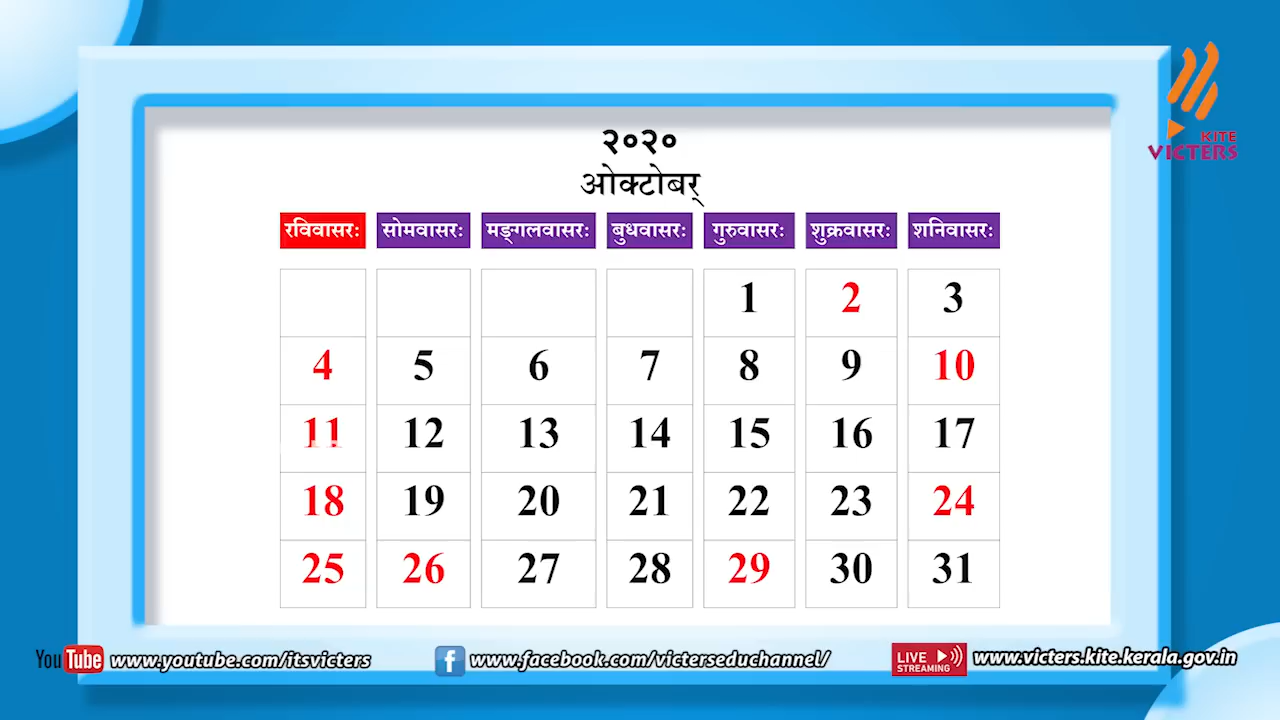 २०२०
ओक्टोबर्
रविवासरः सोमवासरः मङ्गलवासरः बुधवासरः गुरुवासरः शुक्रवासरः शनिवासरः
1 2 3
4 5 6 7 8 9 10
11 12 13 14 15 16 17
18 19 20 21 22 23 24
25 26 27 28 29 30 31
KITE
VICTERS
YouTube www.youtube.com/itsvicters f www.facebook.com/victerseduchannel/ LIVE STREAMING www.victers.kite.kerala.gov.in